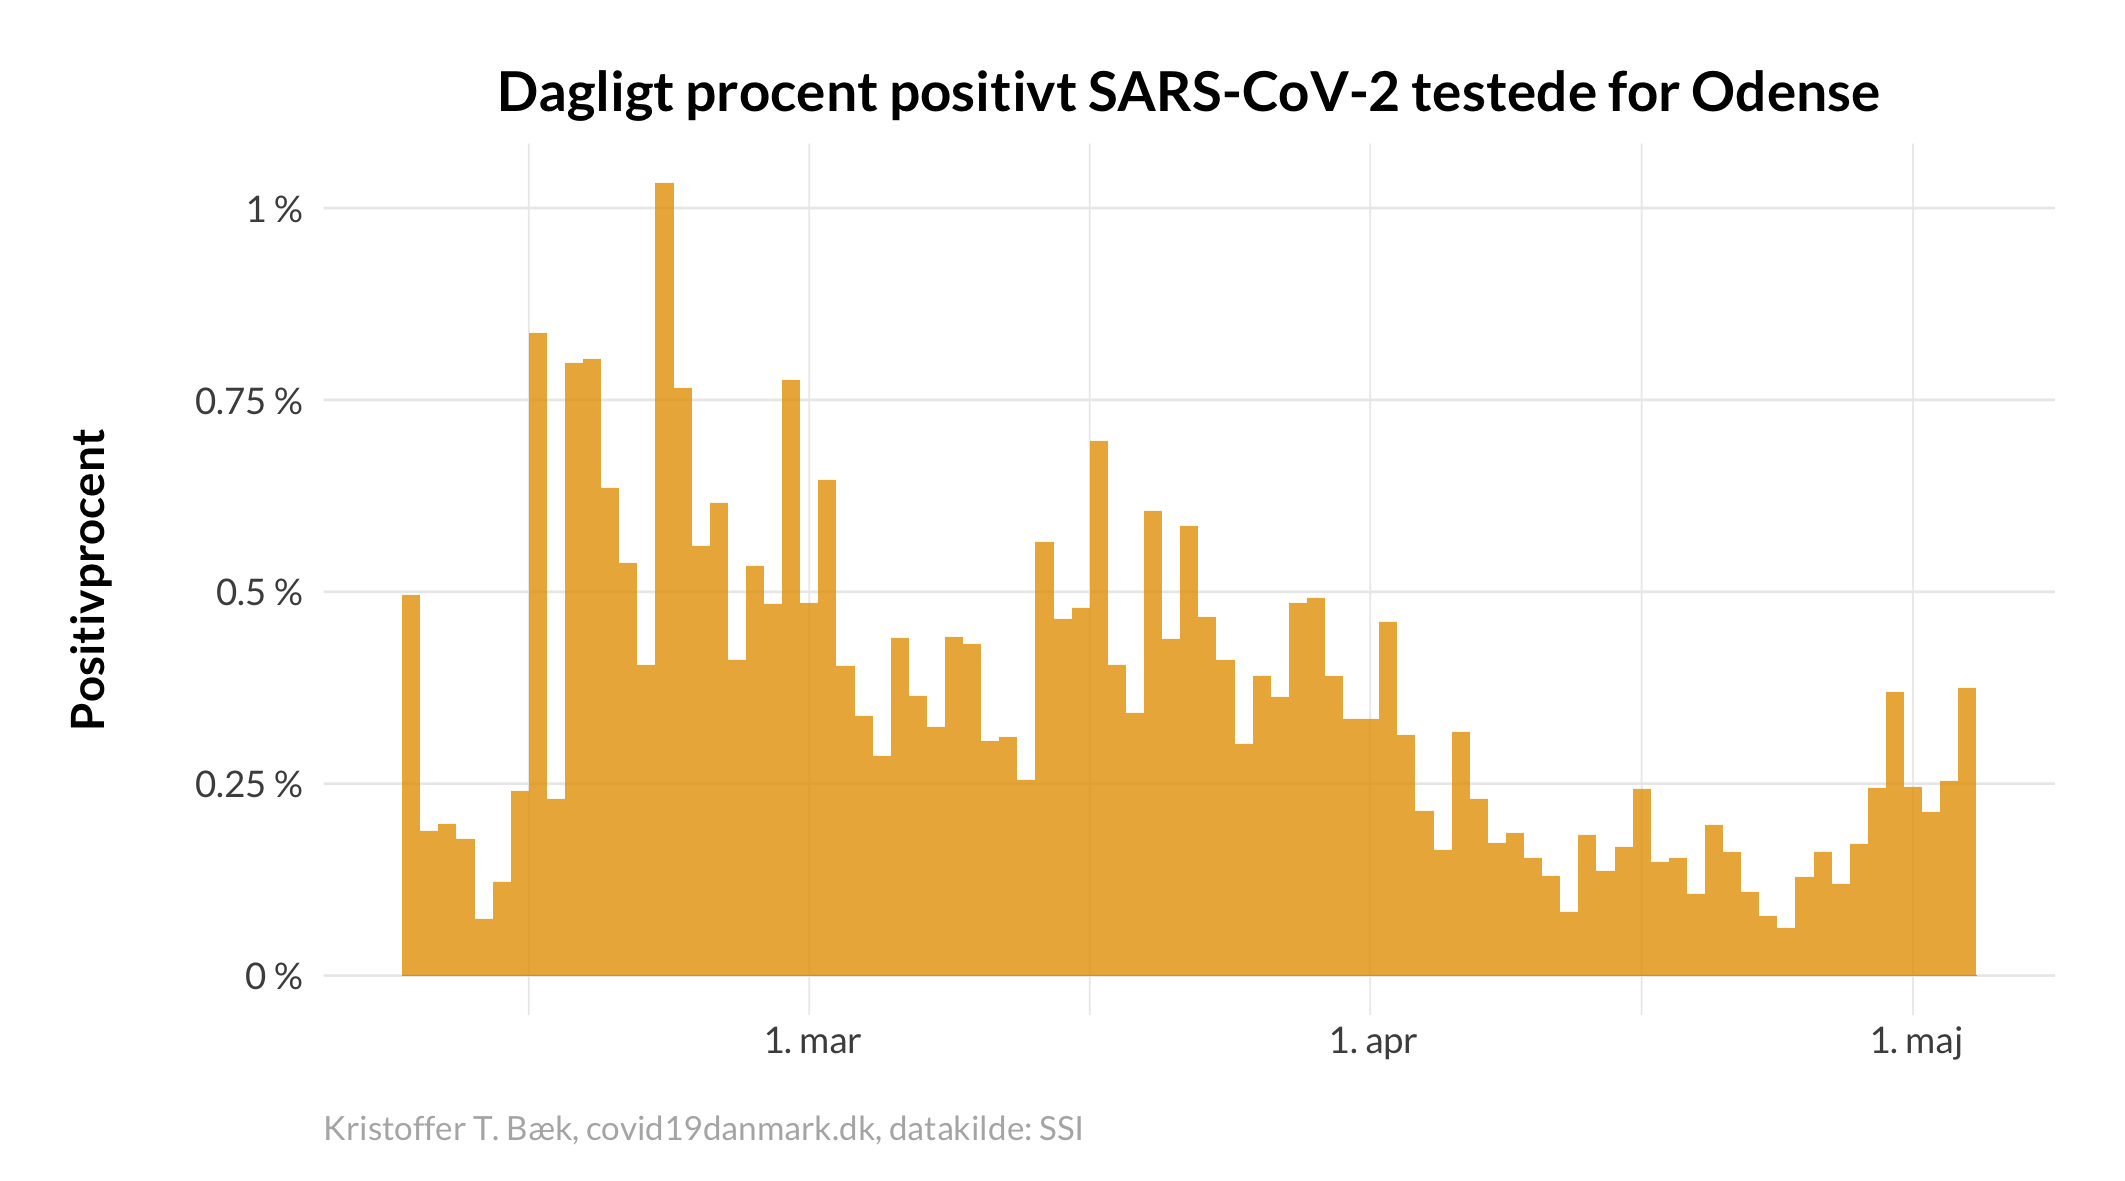 Dagligt procent positivt SARS-CoV-2 testede for Odense
Positivprocent
1 %
0.75 %
0.5 %
0.25 %
0 %
1. mar
1. apr
1. maj
Kristoffer T. Bæk, covid19danmark.dk, datakilde: SSI